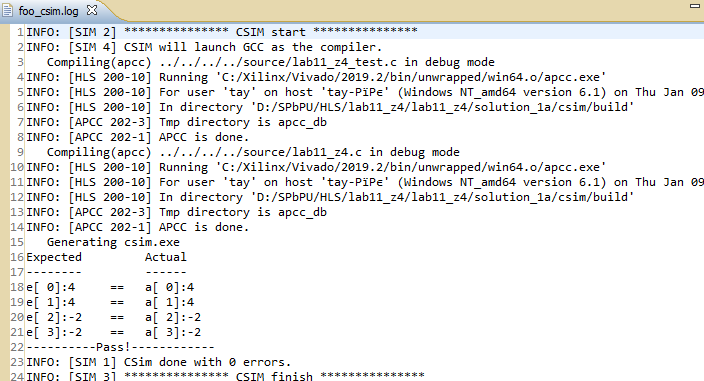 foo_csim.log
1 INFO: [SIM 2] *************** CSIM start ***************
2 INFO: [SIM 4] CSIM will launch GCC as the compiler.
3    Compiling(apcc) ../../../../source/lab11_z4_test.c in debug mode
4 INFO: [HLS 200-10] Running 'C:/Xilinx/Vivado/2019.2/bin/unwrapped/win64.o/apcc.exe'
5 INFO: [HLS 200-10] For user 'tay' on host 'tay-РїРє' (Windows NT_amd64 version 6.1) on Thu Jan 09
6 INFO: [HLS 200-10] In directory 'D:/SPbPU/HLS/lab11_z4/lab11_z4/solution_1a/csim/build'
7 INFO: [APCC 202-3] Tmp directory is apcc_db
8 INFO: [APCC 202-1] APCC is done.
9    Compiling(apcc) ../../../../source/lab11_z4.c in debug mode
10 INFO: [HLS 200-10] Running 'C:/Xilinx/Vivado/2019.2/bin/unwrapped/win64.o/apcc.exe'
11 INFO: [HLS 200-10] For user 'tay' on host 'tay-РїРє' (Windows NT_amd64 version 6.1) on Thu Jan 09
12 INFO: [HLS 200-10] In directory 'D:/SPbPU/HLS/lab11_z4/lab11_z4/solution_1a/csim/build'
13 INFO: [APCC 202-3] Tmp directory is apcc_db
14 INFO: [APCC 202-1] APCC is done.
15    Generating csim.exe
16 Expected         Actual
17 --------         ------
18 e[ 0]:4     ==   a[ 0]:4
19 e[ 1]:4     ==   a[ 1]:4
20 e[ 2]:-2    ==   a[ 2]:-2
21 e[ 3]:-2    ==   a[ 3]:-2
22 ----------Pass!------------
23 INFO: [SIM 1] CSim done with 0 errors.
24 INFO: [SIM 3] *************** CSIM finish ***************